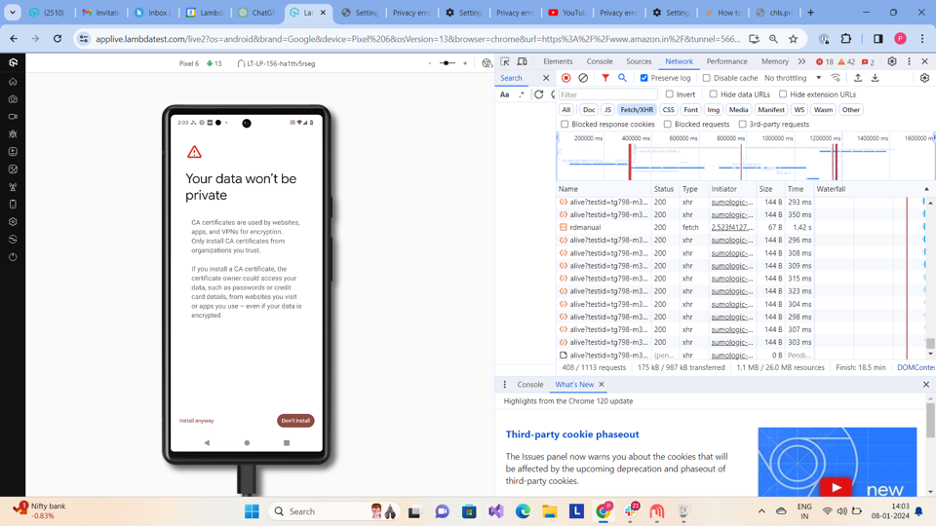 (2510)
Invitati
Inbox (
Lambd
ChatGP
La
Setting
Privacy err
Setting
Privacy err
YouTu
Privacy err
Setting
How to
chls.pr
applive.lambdatest.com/live2?os=android&brand=Google&device=Pixel%206&osVersion=13&browser=chrome&url=https%3A%2F%2Fwww.amazon.in%2F&tunnel=566...
P
Pixel 6
13
LT-LP-156-ha1ttv5rseg
2:03
Your data won't be
private
CA certificates are used by websites,
apps, and VPNs for encryption.
Only install CA certificates from
organizations you trust.
If you install a CA certificate, the
certificate owner could access your
data, such as passwords or credit
card details, from websites you visit
or apps you use – even if your data is
encrypted.
Install anyway
Don't install
Elements
Console
Sources
Network
Performance
Memory
18
42
2
Search
Preserve log
Disable cache
No throttling
Aa
.*
Filter
Invert
Hide data URLs
Hide extension URLs
All
Doc
JS
Fetch/XHR
CSS
Font
Img
Media
Manifest
WS
Wasm
Other
Blocked response cookies
Blocked requests
3rd-party requests
200000 ms
400000 ms
600000 ms
800000 ms
1000000 ms
1200000 ms
1400000 ms
1600000 m
Name
Status
Type
Initiator
Size
Time
Waterfall
alive?testid=tg798-m3... 200 xhr sumologic-... 144 B 293 ms
alive?testid=tg798-m3... 200 xhr sumologic-... 144 B 350 ms
rdmanual 200 fetch 2.523f4127... 67 B 1.42 s
alive?testid=tg798-m3... 200 xhr sumologic-... 144 B 296 ms
alive?testid=tg798-m3... 200 xhr sumologic-... 144 B 308 ms
alive?testid=tg798-m3... 200 xhr sumologic-... 144 B 309 ms
alive?testid=tg798-m3... 200 xhr sumologic-... 144 B 315 ms
alive?testid=tg798-m3... 200 xhr sumologic-... 144 B 323 ms
alive?testid=tg798-m3... 200 xhr sumologic-... 144 B 304 ms
alive?testid=tg798-m3... 200 xhr sumologic-... 144 B 298 ms
alive?testid=tg798-m3... 200 xhr sumologic-... 144 B 307 ms
alive?testid=tg798-m3... 200 xhr sumologic-... 144 B 303 ms
alive?testid=tg798-m3... (pen... xhr sumologic-... 0 B Pendi...
408 / 1113 requests
175 kB / 987 kB transferred
1.1 MB / 26.0 MB resources
Finish: 18.5 min
DOMConte
Console
What's New
Highlights from the Chrome 120 update
Third-party cookie phaseout
The Issues panel now warns you about the cookies that will
be affected by the upcoming deprecation and phaseout of
third-party cookies.
new
Nifty bank
-0.83%
Search
L
21
ENG
IN
14:03
08-01-2024